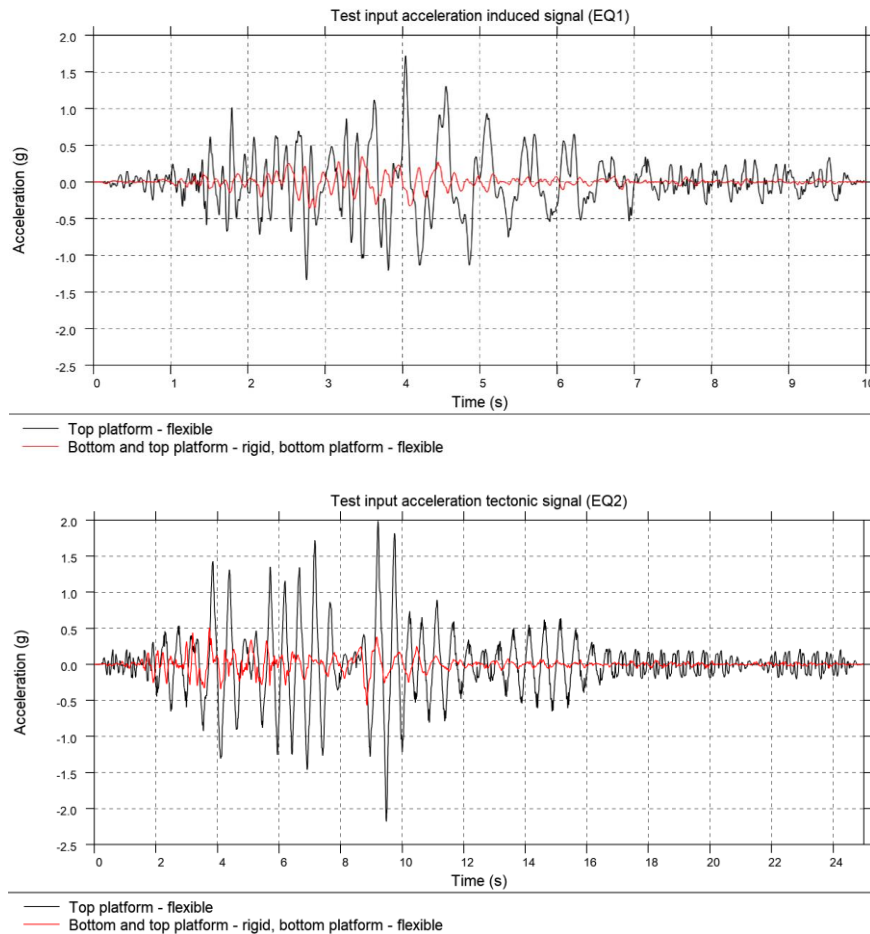 Test input acceleration induced signal (EQ1)
2.0
1.5
1.0
0.5
0.0
-0.5
-1.0
-1.5
-2.0
-2.5
Acceleration (g)
0 1 2 3 4 5 6 7 8 9 10
Time (s)
Top platform - flexible
Bottom and top platform - rigid, bottom platform - flexible
Test input acceleration tectonic signal (EQ2)
2.0
1.5
1.0
0.5
0.0
-0.5
-1.0
-1.5
-2.0
-2.5
Acceleration (g)
0 2 4 6 8 10 12 14 16 18 20 22 24
Time (s)
Top platform - flexible
Bottom and top platform - rigid, bottom platform - flexible